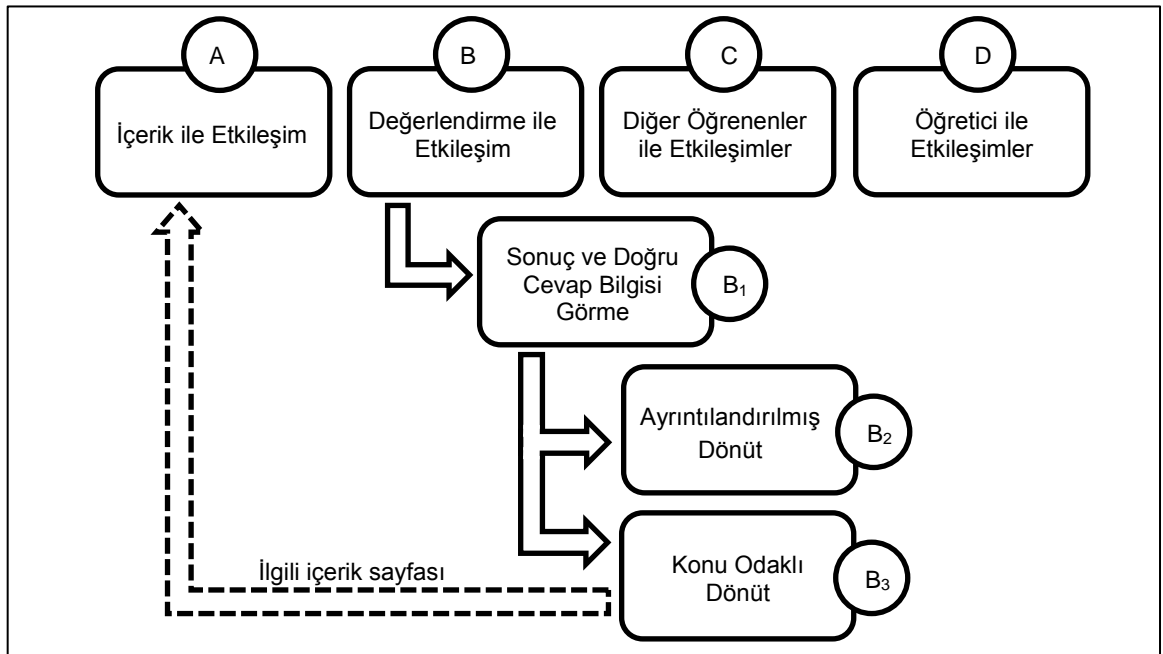 A
İçerik ile Etkileşim
B
Değerlendirme ile
Etkileşim
C
Diğer Öğrenenler
ile Etkileşimler
D
Öğretici ile
Etkileşimler
Sonuç ve Doğru
Cevap Bilgisi
Görme
B₁
Ayrıntılandırılmış
Dönüt
B₂
Konu Odaklı
Dönüt
B₃
İlgili içerik sayfası